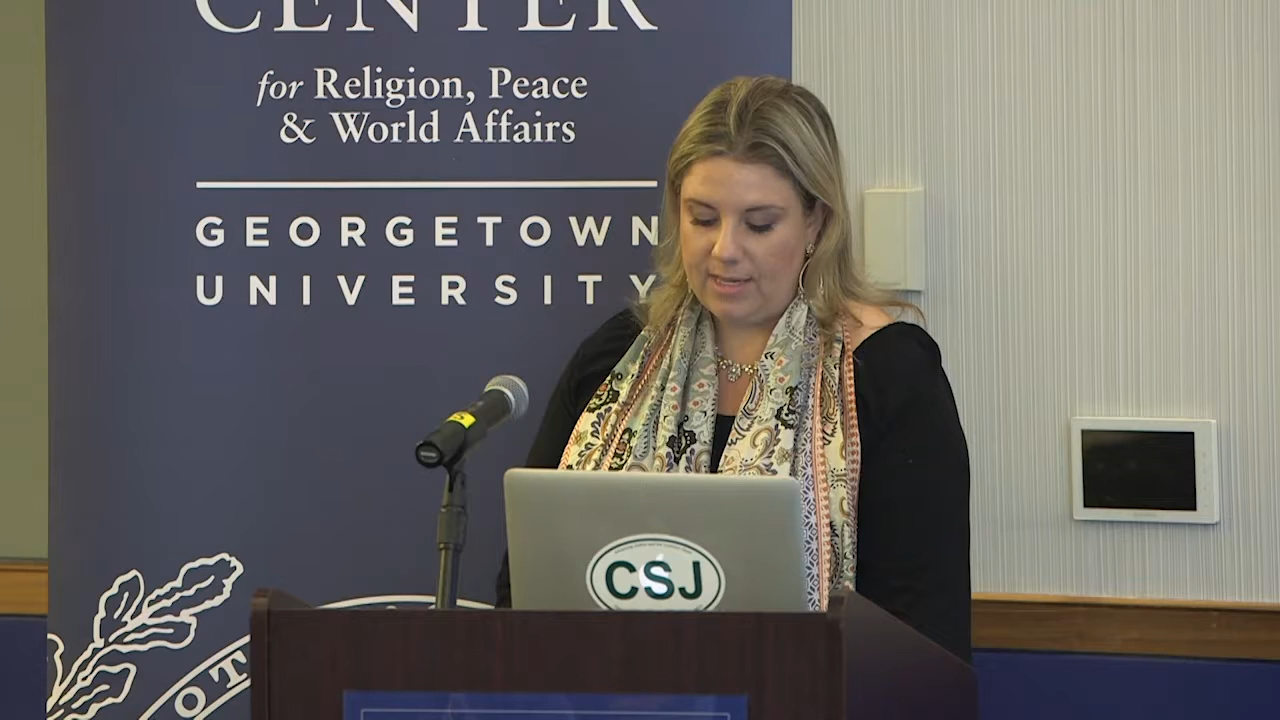 CENTER
for Religion, Peace
& World Affairs
GEORGETOWN
UNIVERSITY
CSJ